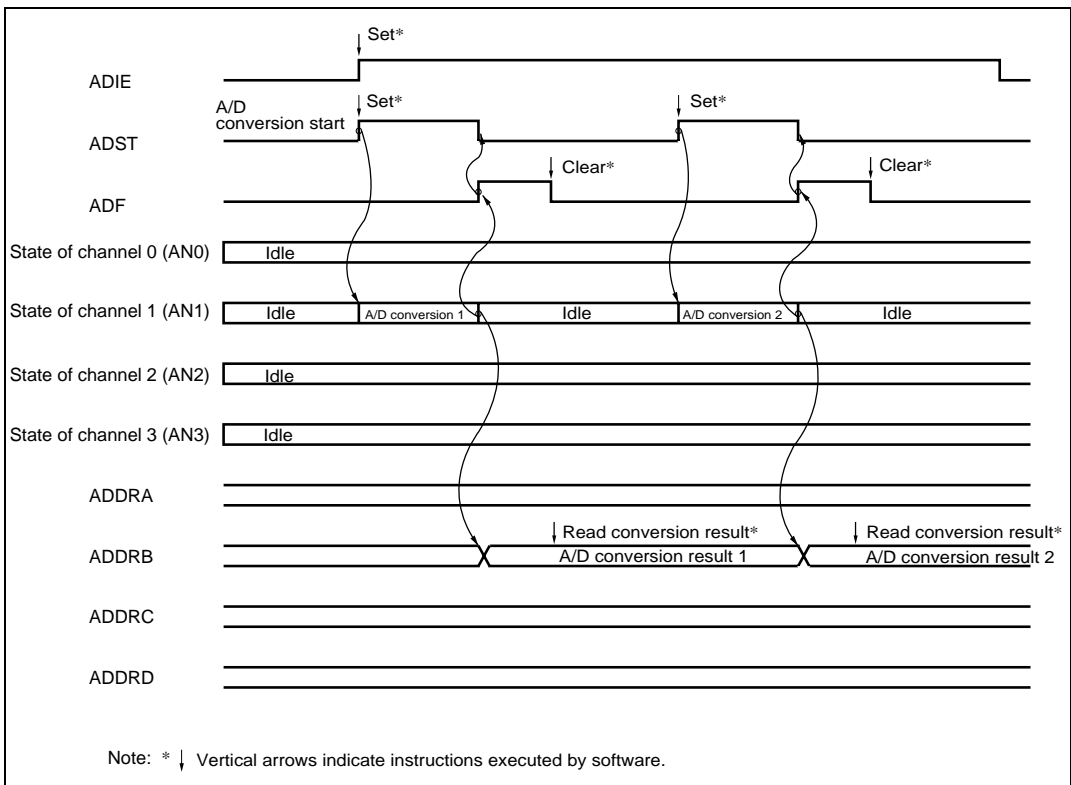 Set*
ADIE
A/D
conversion start
Set*
Set*
ADST
Clear*
Clear*
ADF
State of channel 0 (AN0)
Idle
State of channel 1 (AN1)
Idle
A/D conversion 1
Idle
A/D conversion 2
Idle
State of channel 2 (AN2)
Idle
State of channel 3 (AN3)
Idle
ADDRA
Read conversion result*
Read conversion result*
ADDRB
A/D conversion result 1
A/D conversion result 2
ADDRC
ADDRD
Note: * ↓ Vertical arrows indicate instructions executed by software.